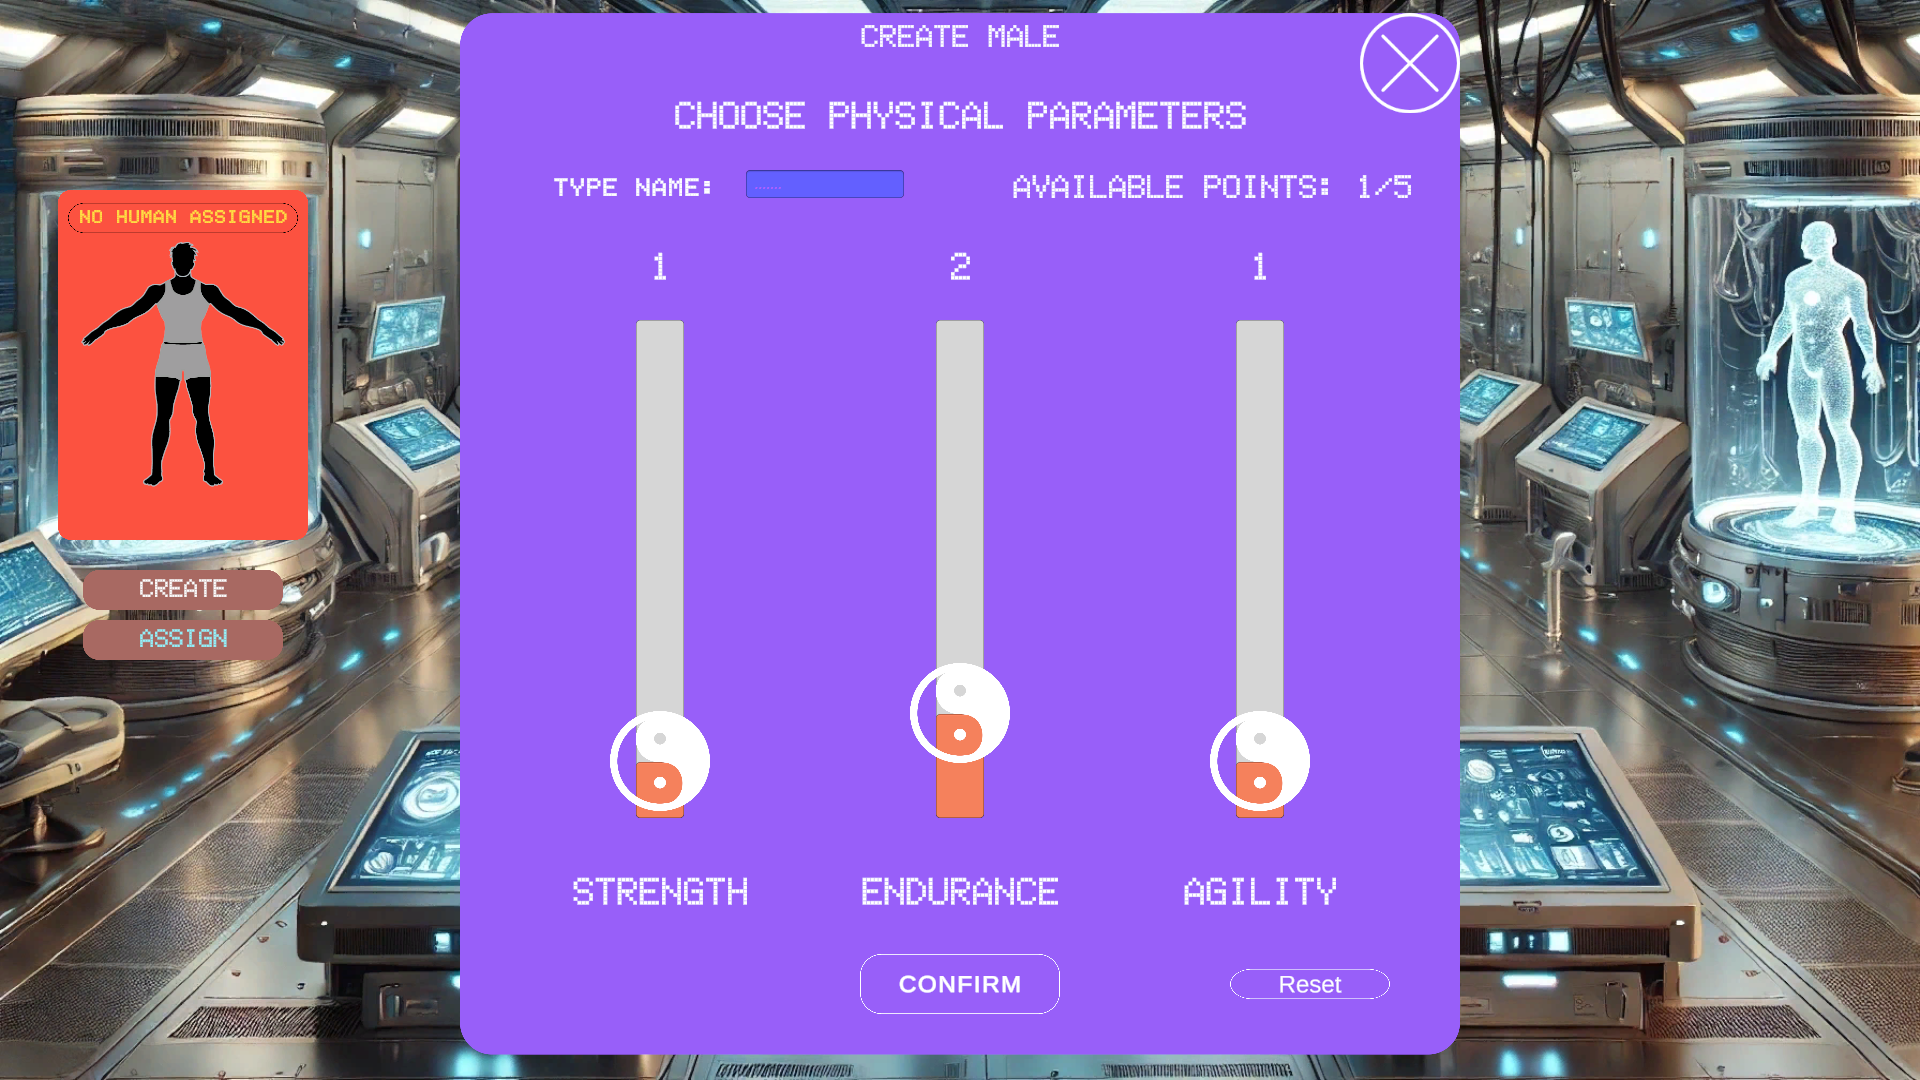 CREATE MALE
CHOOSE PHYSICAL PARAMETERS
TYPE NAME: .......
AVAILABLE POINTS: 1/5
NO HUMAN ASSIGNED
1 2 1
CREATE
ASSIGN
STRENGTH ENDURANCE AGILITY
CONFIRM
Reset